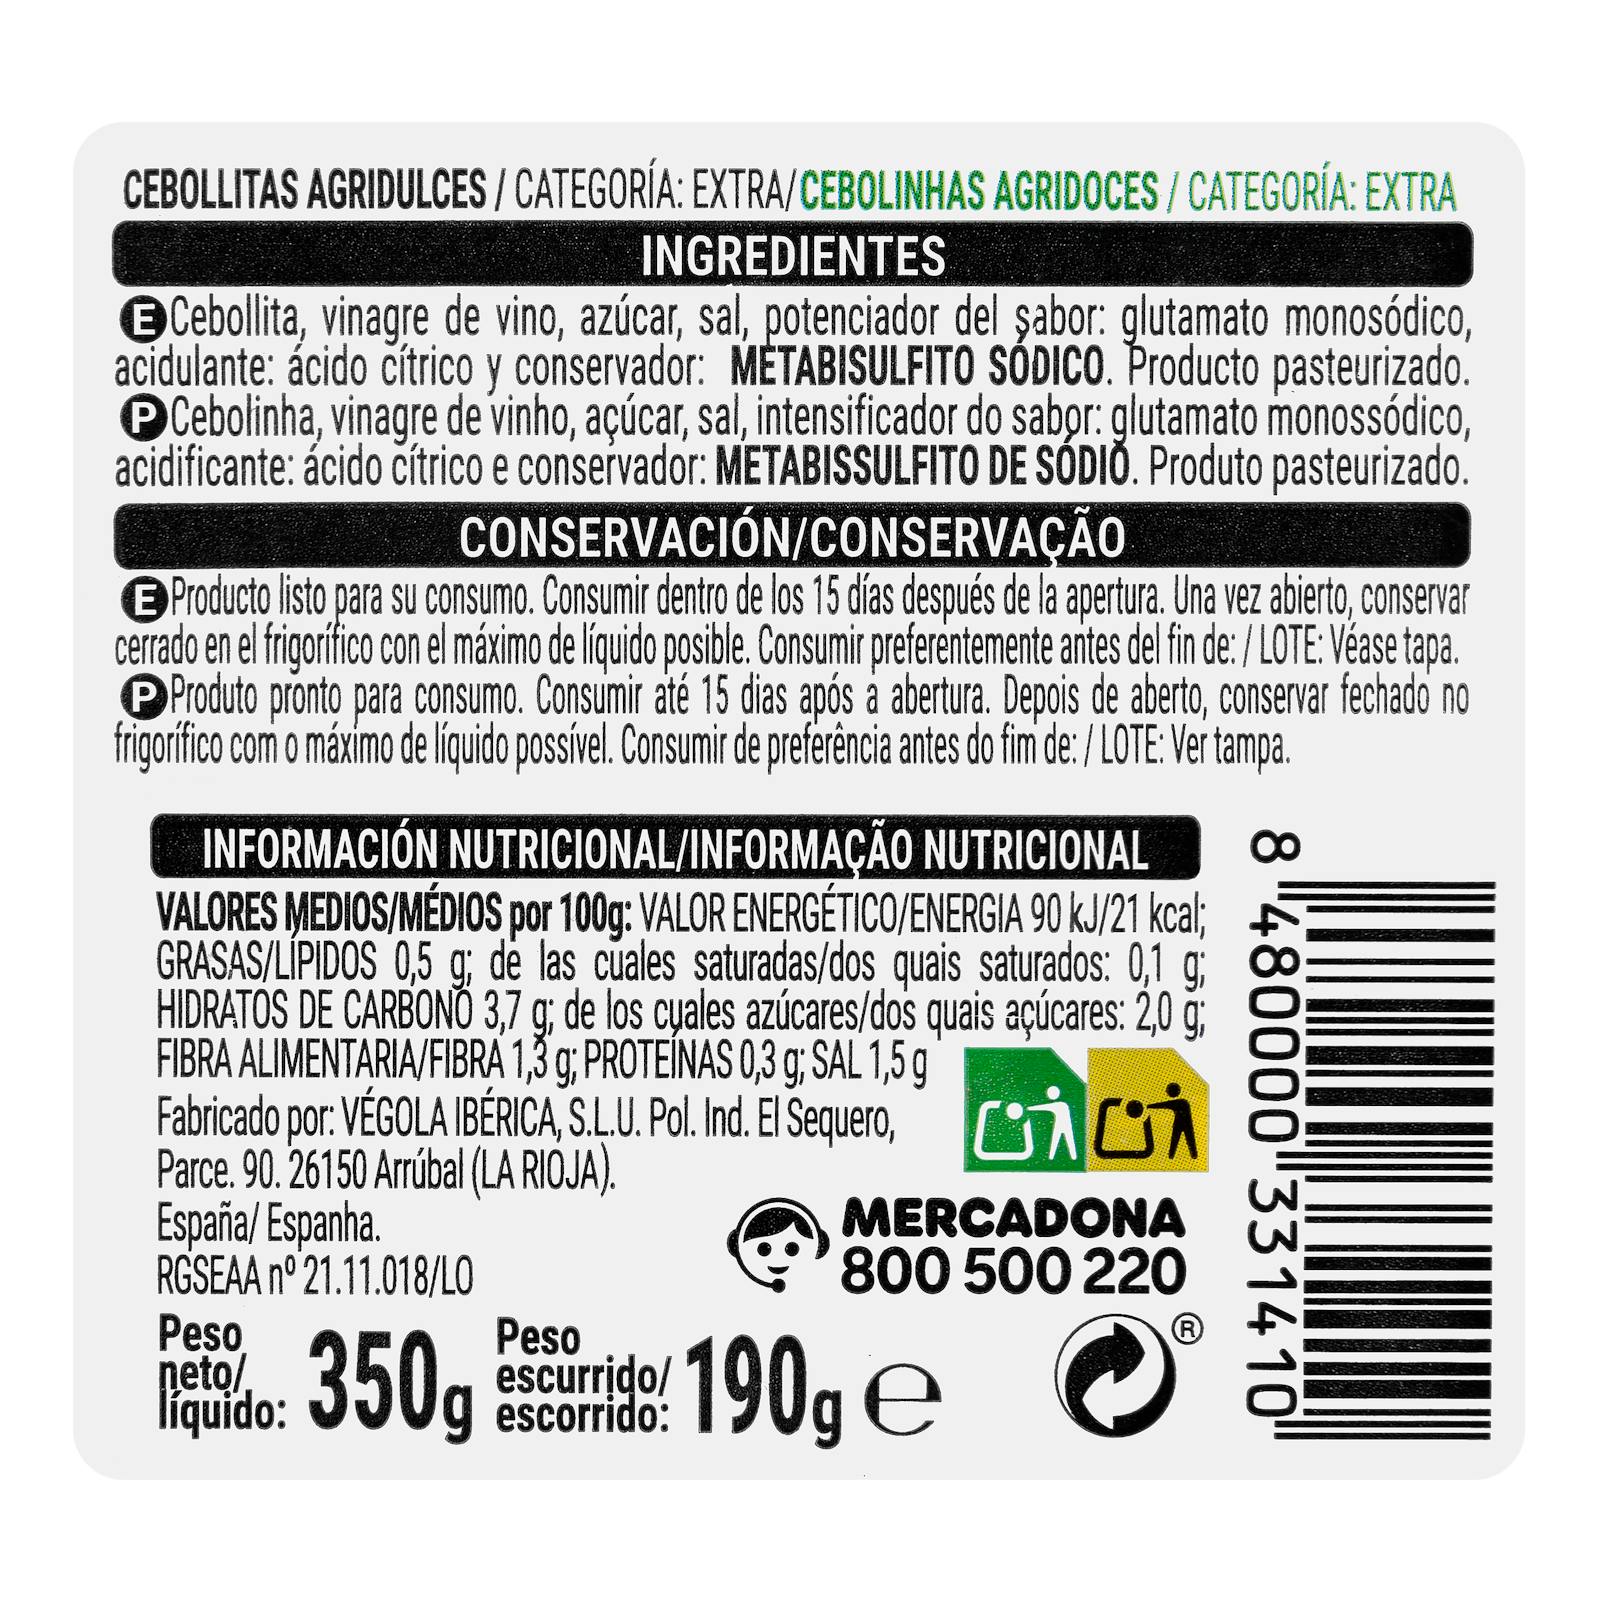 CEBOLLITAS AGRIDULCES / CATEGORÍA: EXTRA/CEBOLINHAS AGRIDOCES / CATEGORÍA: EXTRA
INGREDIENTES
E Cebollita, vinagre de vino, azúcar, sal, potenciador del sabor: glutamato monosódico,
acidulante: ácido cítrico y conservador: METABISULFITO SÓDICO. Producto pasteurizado.
P Cebolinha, vinagre de vinho, açúcar, sal, intensificador do sabor: glutamato monossódico,
acidificante: ácido cítrico e conservador: METABISSULFITO DE SÓDIO. Produto pasteurizado.
CONSERVACIÓN/CONSERVAÇÃO
E Producto listo para su consumo. Consumir dentro de los 15 días después de la apertura. Una vez abierto, conservar
cerrado en el frigorífico con el máximo de líquido posible. Consumir preferentemente antes del fin de: / LOTE: Véase tapa.
P Produto pronto para consumo. Consumir até 15 dias após a abertura. Depois de aberto, conservar fechado no
frigorífico com o máximo de líquido possível. Consumir de preferência antes do fim de: / LOTE: Ver tampa.
INFORMACIÓN NUTRICIONAL/INFORMAÇÃO NUTRICIONAL
VALORES MEDIOS/MÉDIOS por 100g: VALOR ENERGÉTICO/ENERGIA 90 kJ/21 kcal;
GRASAS/LÍPIDOS 0,5 g; de las cuales saturadas/dos quais saturados: 0,1 g;
HIDRATOS DE CARBONO 3,7 g; de los cuales azúcares/dos quais açúcares: 2,0 g;
FIBRA ALIMENTARIA/FIBRA 1,3 g; PROTEÍNAS 0,3 g; SAL 1,5 g
Fabricado por: VÉGOLA IBÉRICA, S.L.U. Pol. Ind. El Sequero,
Parce. 90. 26150 Arrúbal (LA RIOJA).
España/ Espanha.
RGSEAA nº 21.11.018/LO
MERCADONA
800 500 220
Peso neto/líquido: 350g
Peso escurrido/escorrido: 190g e
®
8 480000 331410